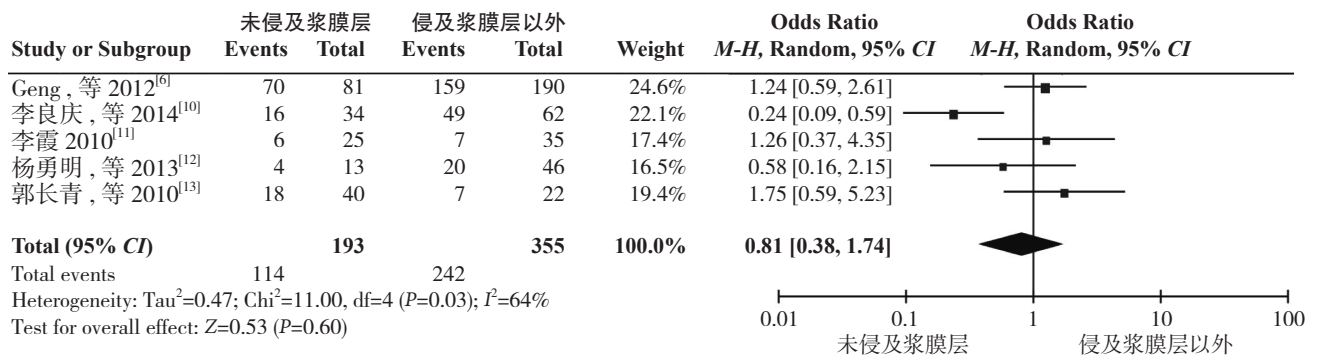 未侵及浆膜层 侵及浆膜层以外 Odds Ratio Odds Ratio
Study or Subgroup Events Total Events Total Weight M-H, Random, 95% CI M-H, Random, 95% CI
Geng , 等 2012[6] 70 81 159 190 24.6% 1.24 [0.59, 2.61]
李良庆 , 等 2014[10] 16 34 49 62 22.1% 0.24 [0.09, 0.59]
李霞 2010[11] 6 25 7 35 17.4% 1.26 [0.37, 4.35]
杨勇明 , 等 2013[12] 4 13 20 46 16.5% 0.58 [0.16, 2.15]
郭长青 , 等 2010[13] 18 40 7 22 19.4% 1.75 [0.59, 5.23]
Total (95% CI) 193 355 100.0% 0.81 [0.38, 1.74]
Total events 114 242
Heterogeneity: Tau²=0.47; Chi²=11.00, df=4 (P=0.03); I²=64%
Test for overall effect: Z=0.53 (P=0.60)
0.01 0.1 1 10 100
未侵及浆膜层 侵及浆膜层以外